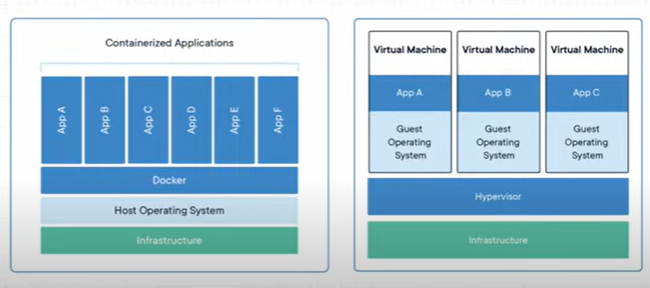 Containerized Applications
App A
App B
App C
App D
App E
App F
Docker
Host Operating System
Infrastructure
Virtual Machine
App A
Guest
Operating
System
Virtual Machine
App B
Guest
Operating
System
Virtual Machine
App C
Guest
Operating
System
Hypervisor
Infrastructure